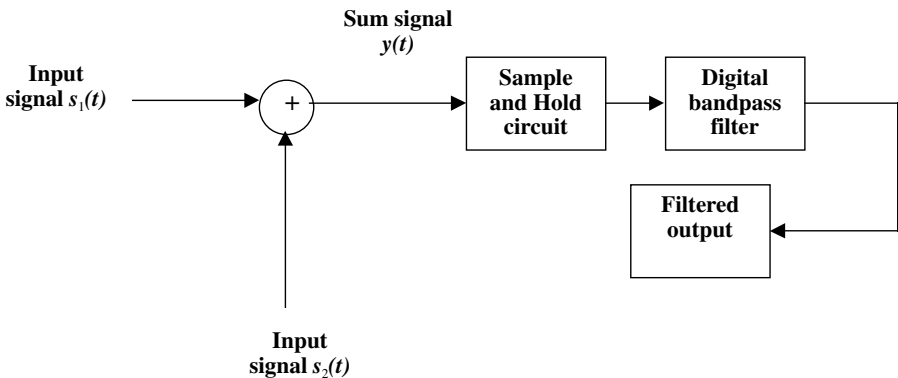 Sum signal
y(t)
Input
signal s₁(t)
+
Sample
and Hold
circuit
Digital
bandpass
filter
Filtered
output
Input
signal s₂(t)